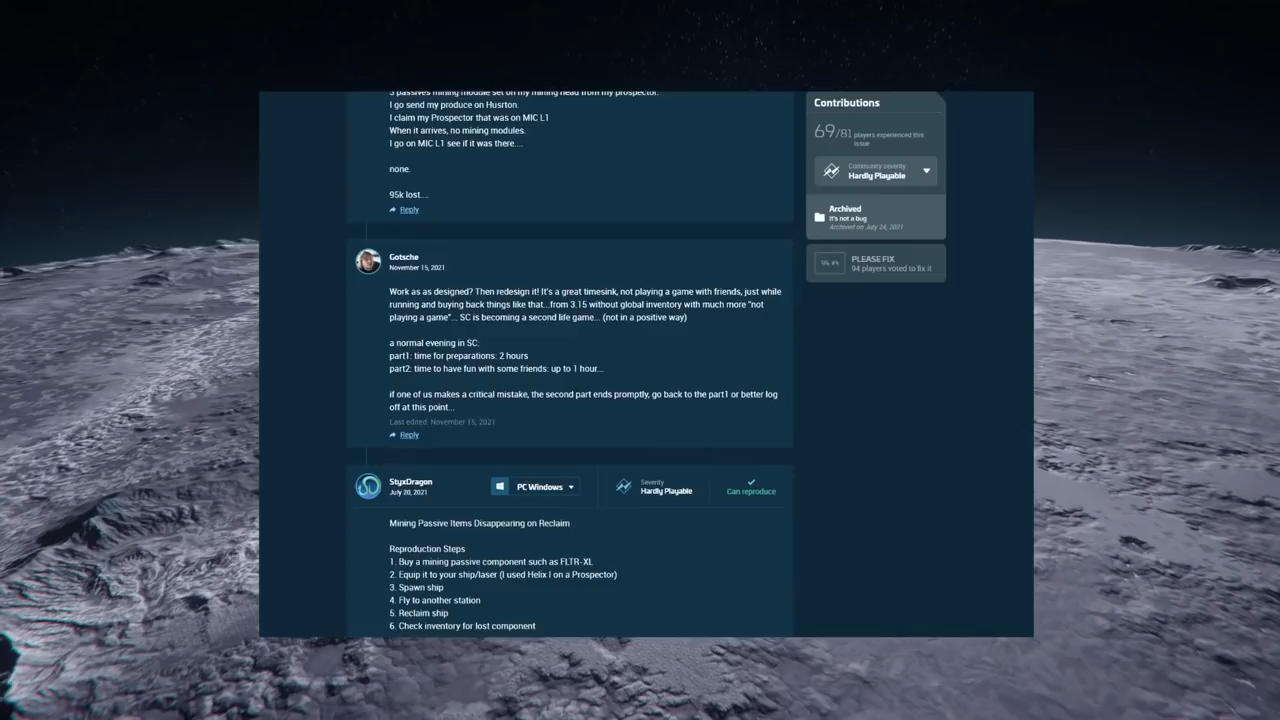 3 passives mining module set on my mining head from my prospector.
I go send my produce on Husrton.
I claim my Prospector that was on MIC L1
When it arrives, no mining modules.
I go on MIC L1 see if it was there....
none.
95k lost....
Reply
Gotsche
November 15, 2021
Work as as designed? Then redesign it! It's a great timesink, not playing a game with friends, just while
running and buying back things like that...from 3.15 without global inventory with much more "not
playing a game"... SC is becoming a second life game... (not in a positive way)
a normal evening in SC:
part1: time for preparations: 2 hours
part2: time to have fun with some friends: up to 1 hour...
if one of us makes a critical mistake, the second part ends promptly, go back to the part1 or better log
off at this point...
Last edited: November 15, 2021
Reply
StyxDragon
July 20, 2021
PC Windows
Severity
Hardly Playable
Can reproduce
Mining Passive Items Disappearing on Reclaim
Reproduction Steps
1. Buy a mining passive component such as FLTR-XL
2. Equip it to your ship/laser (I used Helix I on a Prospector)
3. Spawn ship
4. Fly to another station
5. Reclaim ship
6. Check inventory for lost component
Contributions
69/81 players experienced this
issue
Community severity
Hardly Playable
Archived
It's not a bug
Archived on July 24, 2021
PLEASE FIX
94 players voted to fix it